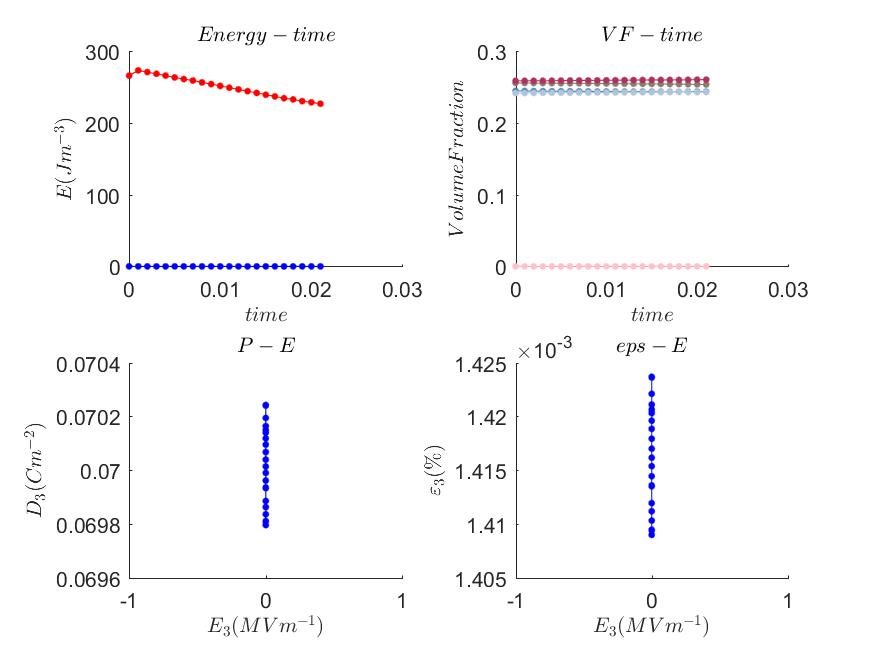 Energy − time
300
200
100
0
0
0.01
0.02
0.03
E(Jm⁻³)
time
VF − time
0.3
0.2
0.1
0
0
0.01
0.02
0.03
VolumeFraction
time
P − E
0.0704
0.0702
0.07
0.0698
0.0696
-1
0
1
D₃(Cm⁻²)
E₃(MVm⁻¹)
×10⁻³
eps − E
1.425
1.42
1.415
1.41
1.405
-1
0
1
ε₃(%)
E₃(MVm⁻¹)